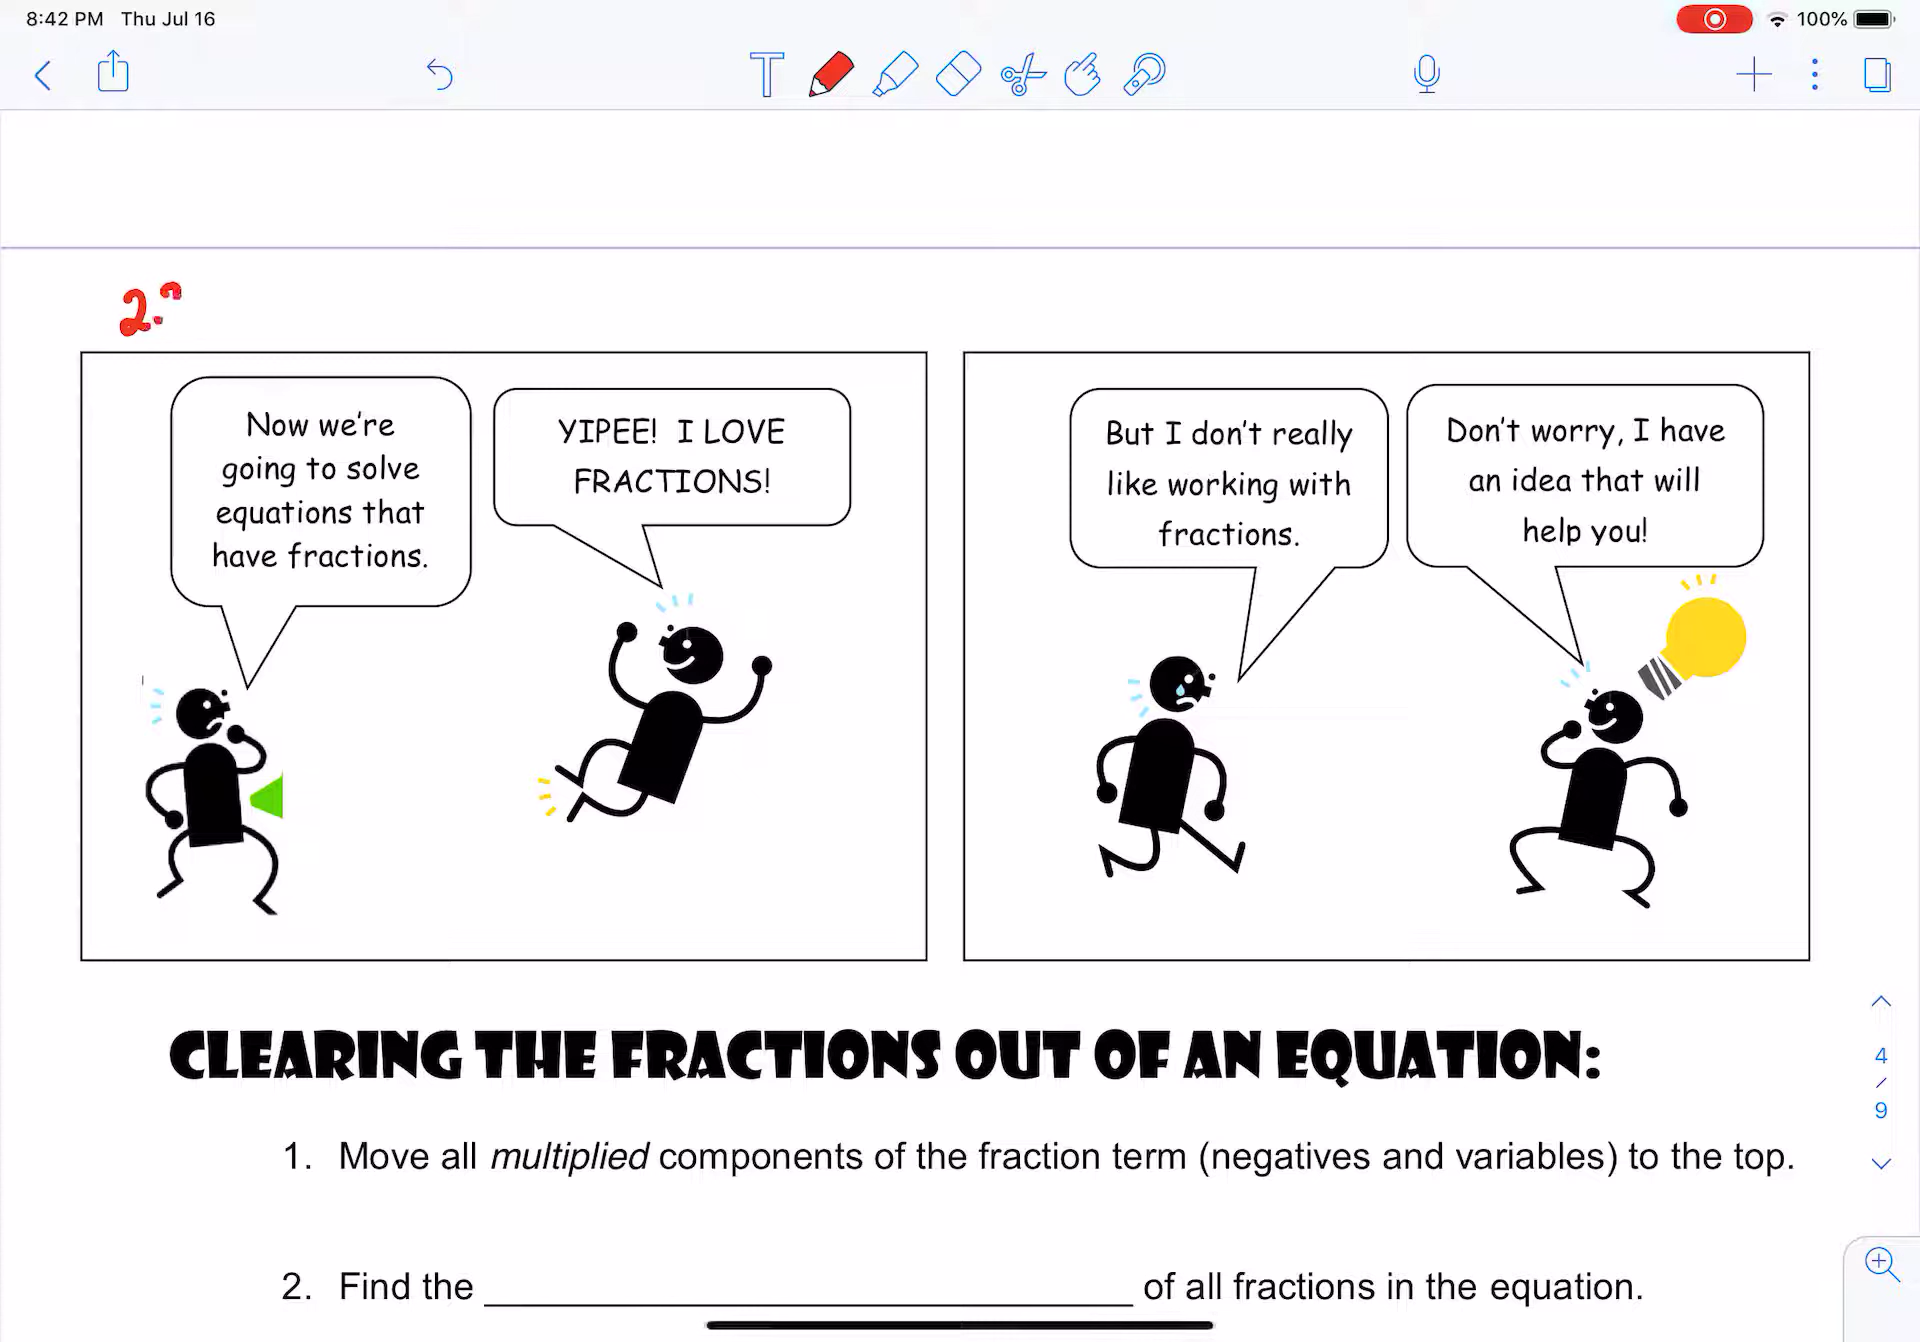 8:42 PM Thu Jul 16
100%
T
Now we're
going to solve
equations that
have fractions.
YIPEE! I LOVE
FRACTIONS!
But I don't really
like working with
fractions.
Don't worry, I have
an idea that will
help you!
CLEARING THE FRACTIONS OUT OF AN EQUATION:
1. Move all multiplied components of the fraction term (negatives and variables) to the top.
2. Find the ______________________________ of all fractions in the equation.
4
/
9